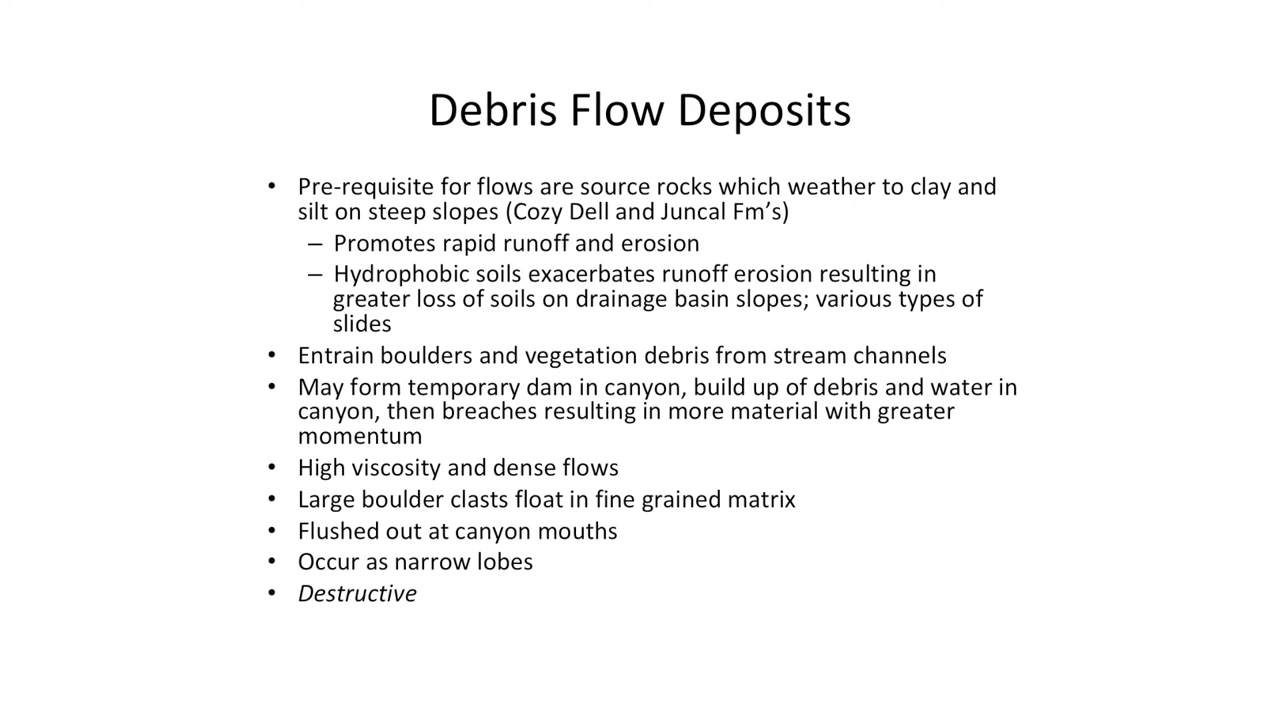 Debris Flow Deposits
• Pre-requisite for flows are source rocks which weather to clay and
silt on steep slopes (Cozy Dell and Juncal Fm's)
– Promotes rapid runoff and erosion
– Hydrophobic soils exacerbates runoff erosion resulting in
greater loss of soils on drainage basin slopes; various types of
slides
• Entrain boulders and vegetation debris from stream channels
• May form temporary dam in canyon, build up of debris and water in
canyon, then breaches resulting in more material with greater
momentum
• High viscosity and dense flows
• Large boulder clasts float in fine grained matrix
• Flushed out at canyon mouths
• Occur as narrow lobes
• Destructive